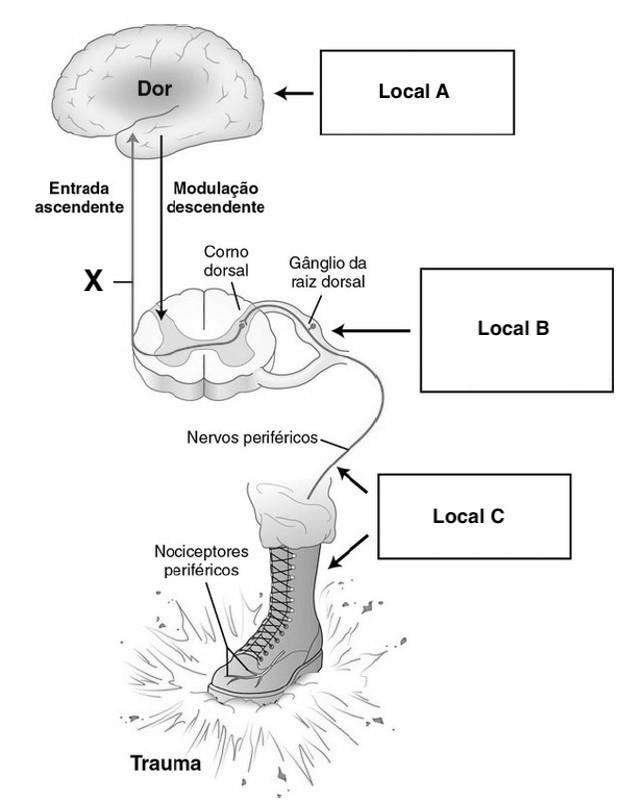 Dor
Local A
Entrada
ascendente
Modulação
descendente
X
Corno
dorsal
Gânglio da
raiz dorsal
Local B
Nervos periféricos
Local C
Nociceptores
periféricos
Trauma